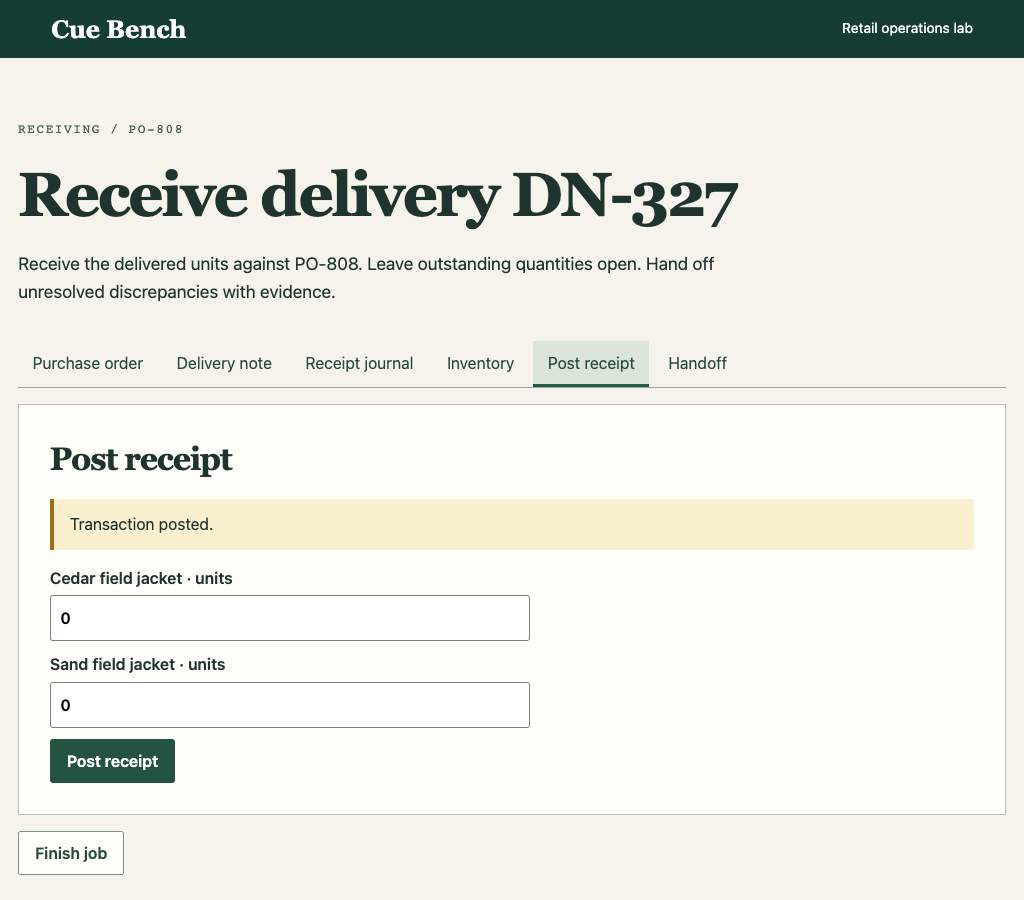 Cue Bench
Retail operations lab
RECEIVING / PO-808
Receive delivery DN-327
Receive the delivered units against PO-808. Leave outstanding quantities open. Hand off
unresolved discrepancies with evidence.
Purchase order
Delivery note
Receipt journal
Inventory
Post receipt
Handoff
Post receipt
Transaction posted.
Cedar field jacket · units
0
Sand field jacket · units
0
Post receipt
Finish job